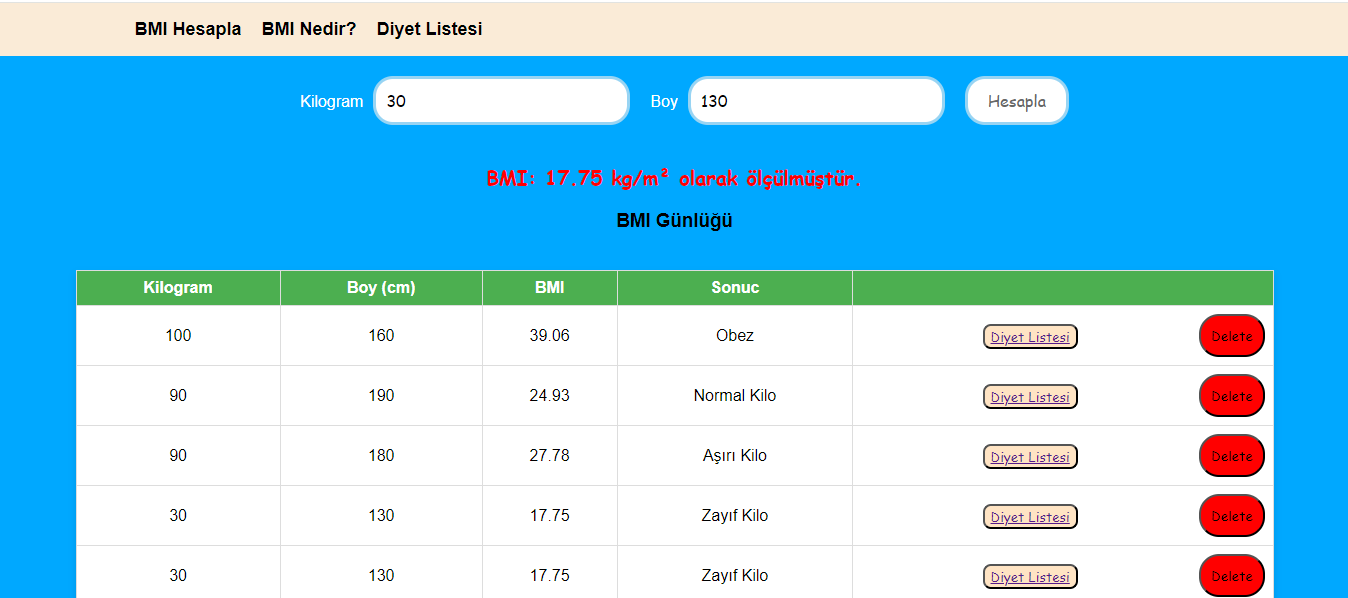 BMI Hesapla BMI Nedir? Diyet Listesi
Kilogram 30 Boy 130 Hesapla
BMI: 17.75 kg/m² olarak ölçülmüştür.
BMI Günlüğü
Kilogram Boy (cm) BMI Sonuc
100 160 39.06 Obez Diyet Listesi Delete
90 190 24.93 Normal Kilo Diyet Listesi Delete
90 180 27.78 Aşırı Kilo Diyet Listesi Delete
30 130 17.75 Zayıf Kilo Diyet Listesi Delete
30 130 17.75 Zayıf Kilo Diyet Listesi Delete